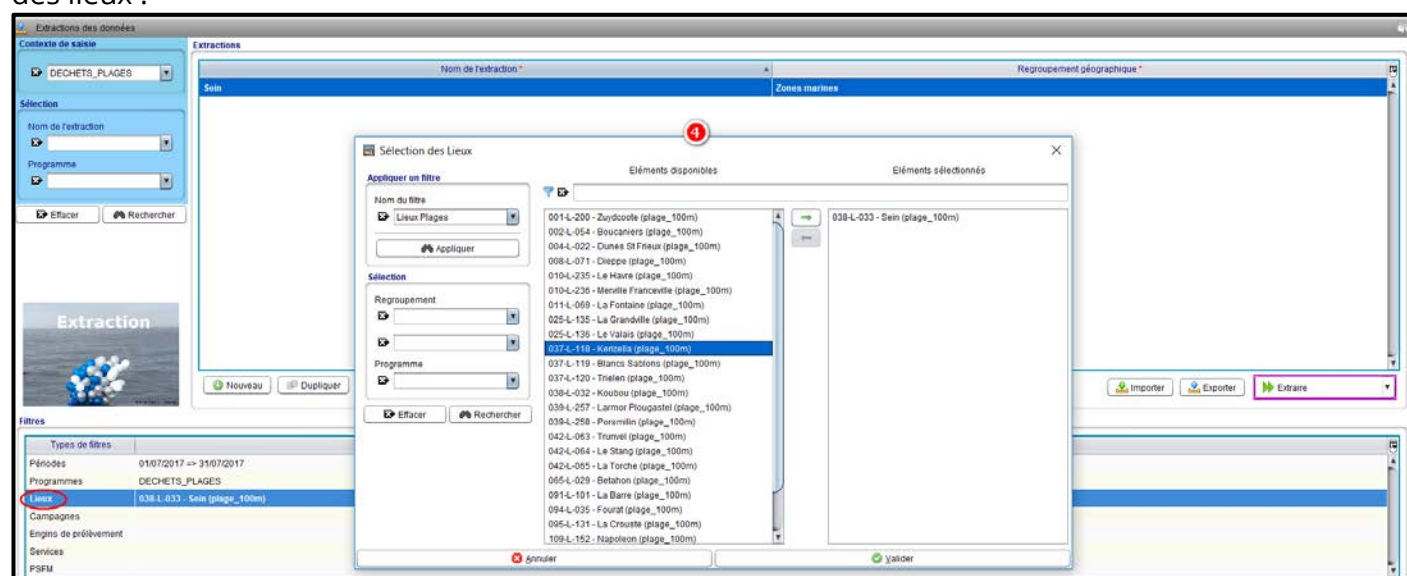 des lieux :
Extractions des données
Contexte de saisie
DECHETS_PLAGES
Sélection
Nom de l'extraction
Programme
Effacer
Rechercher
Extraction
Extractions
Nom de l'extraction *
Regroupement géographique *
Sein
Zones marines
4
Sélection des Lieux
Appliquer un filtre
Nom du filtre
Lieux Plages
Appliquer
Sélection
Regroupement
Programme
Effacer
Rechercher
Eléments disponibles
Eléments sélectionnés
001-L-200 - Zuydcoote (plage_100m)
002-L-054 - Boucaniers (plage_100m)
004-L-022 - Dunes St Frieux (plage_100m)
008-L-071 - Dieppe (plage_100m)
010-L-235 - Le Havre (plage_100m)
010-L-236 - Merville Franceville (plage_100m)
011-L-069 - La Fontaine (plage_100m)
025-L-135 - La Grandville (plage_100m)
025-L-136 - Le Valais (plage_100m)
037-L-118 - Kerizella (plage_100m)
037-L-119 - Blancs Sablons (plage_100m)
037-L-120 - Trielen (plage_100m)
038-L-032 - Koubou (plage_100m)
039-L-257 - Larmor Plougastel (plage_100m)
039-L-258 - Porsmilin (plage_100m)
042-L-063 - Trunvel (plage_100m)
042-L-064 - Le Stang (plage_100m)
042-L-065 - La Torche (plage_100m)
065-L-029 - Betahon (plage_100m)
091-L-101 - La Barre (plage_100m)
094-L-035 - Fourat (plage_100m)
095-L-131 - La Crouste (plage_100m)
109-L-152 - Napoleon (plage_100m)
038-L-033 - Sein (plage_100m)
Annuler
Valider
Nouveau
Dupliquer
Importer
Exporter
Extraire
Filtres
Types de filtres
Périodes 01/07/2017 => 31/07/2017
Programmes DECHETS_PLAGES
Lieux 038-L-033 - Sein (plage_100m)
Campagnes
Engins de prélèvement
Services
PSFM